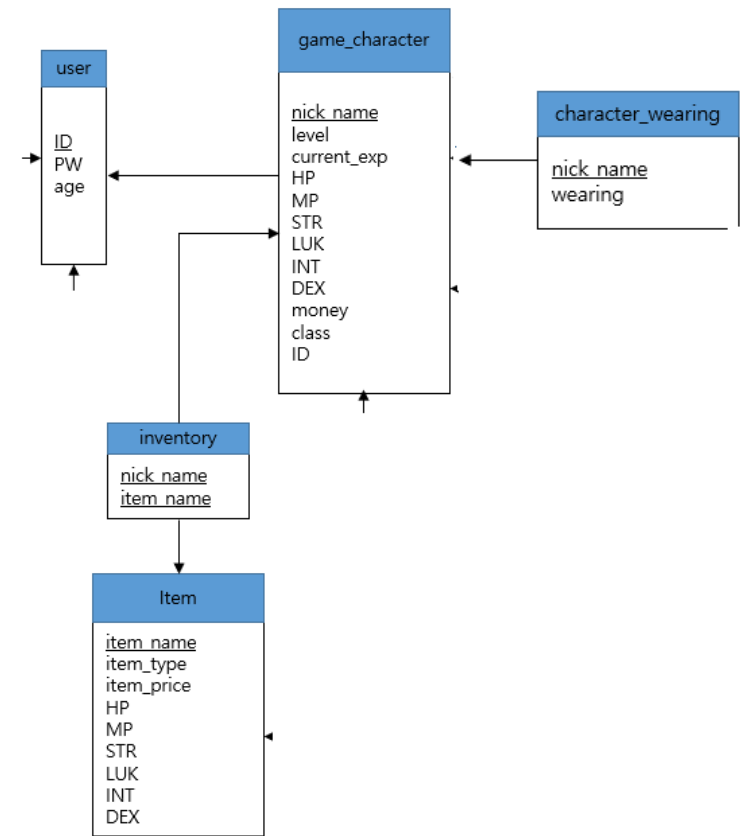 user
ID
PW
age
game_character
nick_name
level
current_exp
HP
MP
STR
LUK
INT
DEX
money
class
ID
character_wearing
nick_name
wearing
inventory
nick_name
item_name
Item
item_name
item_type
item_price
HP
MP
STR
LUK
INT
DEX